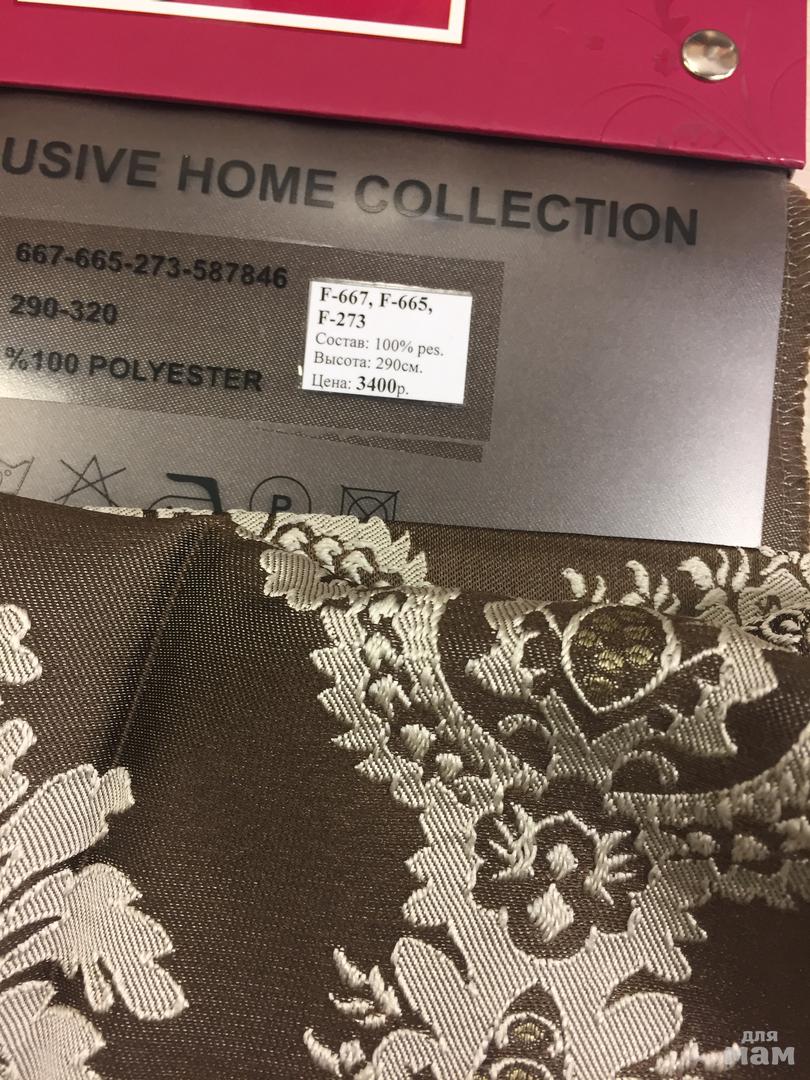 USIVE HOME COLLECTION
667-665-273-587846
290-320
%100 POLYESTER
F-667, F-665,
F-273
Состав: 100% pes.
Высота: 290см.
Цена: 3400р.
P
для
мам